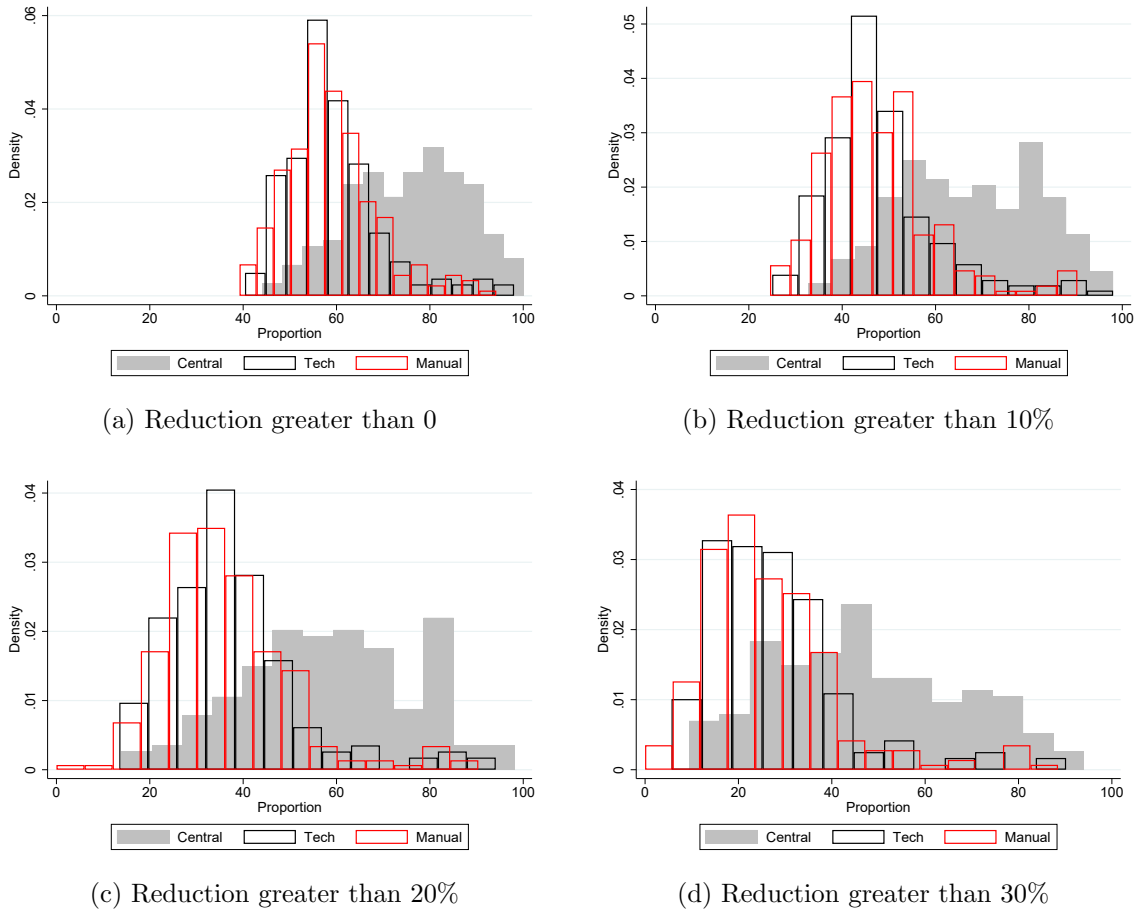 .06
.04
.02
0
Density
0 20 40 60 80 100
Proportion
Central Tech Manual
(a) Reduction greater than 0
.05
.04
.03
.02
.01
0
Density
0 20 40 60 80 100
Proportion
Central Tech Manual
(b) Reduction greater than 10%
.04
.03
.02
.01
0
Density
0 20 40 60 80 100
Proportion
Central Tech Manual
(c) Reduction greater than 20%
.04
.03
.02
.01
0
Density
0 20 40 60 80 100
Proportion
Central Tech Manual
(d) Reduction greater than 30%